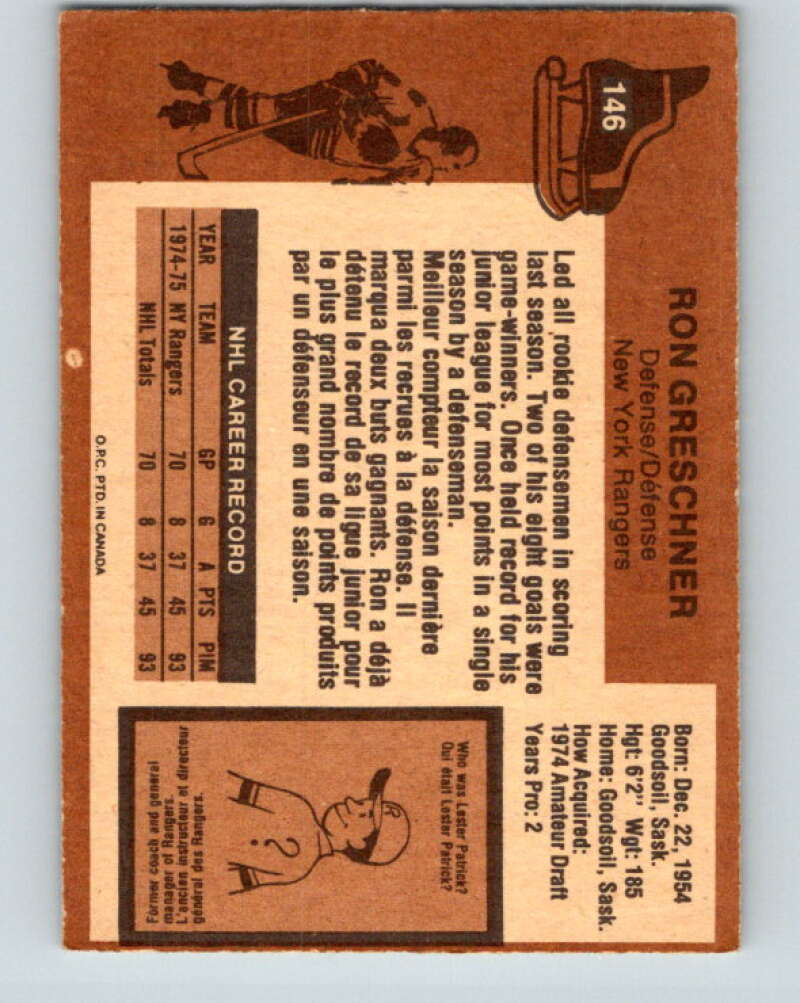 146
RON GRESCHNER
Defense/Défense
New York Rangers
Born: Dec. 22, 1954
Goodsoil, Sask.
Hgt: 6'2" Wgt: 185
Home: Goodsoil, Sask.
How Acquired:
1974 Amateur Draft
Years Pro: 2
Led all rookie defensemen in scoring
last season. Two of his eight goals were
game-winners. Once held record for his
junior league for most points in a single
season by a defenseman.
Meilleur compteur la saison dernière
parmi les recrues à la défense. Il
marqua deux buts gagnants. Ron a déjà
détenu le record de sa ligue junior pour
le plus grand nombre de points produits
par un défenseur en une saison.
NHL CAREER RECORD
YEAR TEAM GP G A PTS PIM
1974-75 NY Rangers 70 8 37 45 93
NHL Totals 70 8 37 45 93
O.P.C. PTD. IN CANADA
Who was Lester Patrick?
Qui était Lester Patrick?
?
Former coach and general
manager of Rangers.
L'ancien instructeur et directeur
général des Rangers.